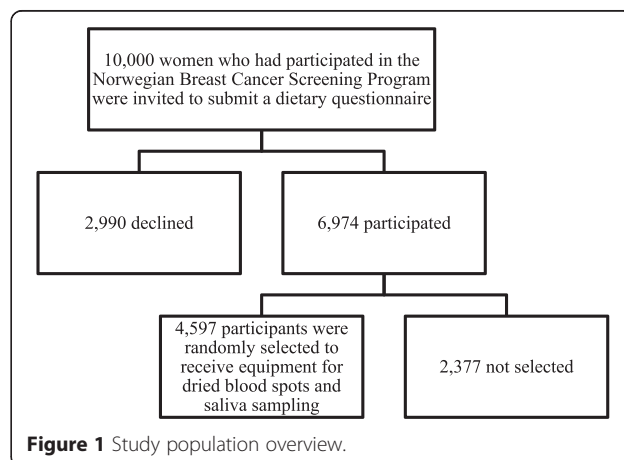 10,000 women who had participated in the
Norwegian Breast Cancer Screening Program
were invited to submit a dietary questionnaire
2,990 declined
6,974 participated
4,597 participants were
randomly selected to
receive equipment for
dried blood spots and
saliva sampling
2,377 not selected
Figure 1 Study population overview.